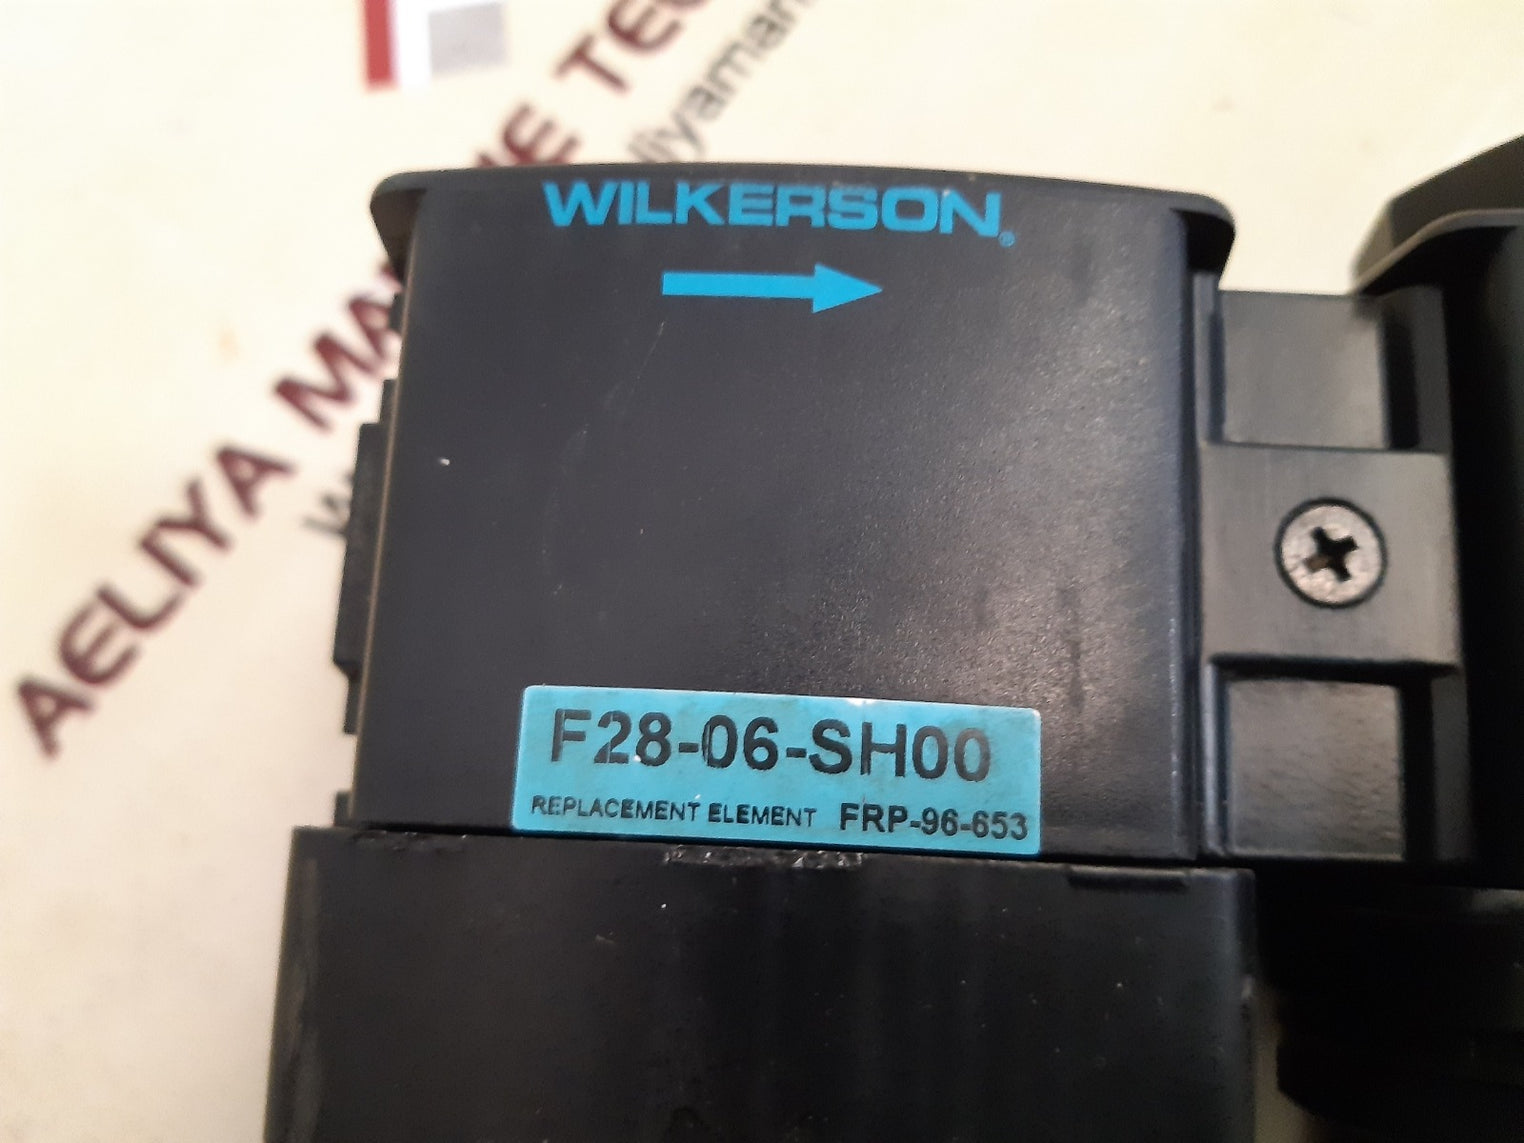 AELIYA MA
WILKERSON®
F28-06-SH00
REPLACEMENT ELEMENT FRP-96-653